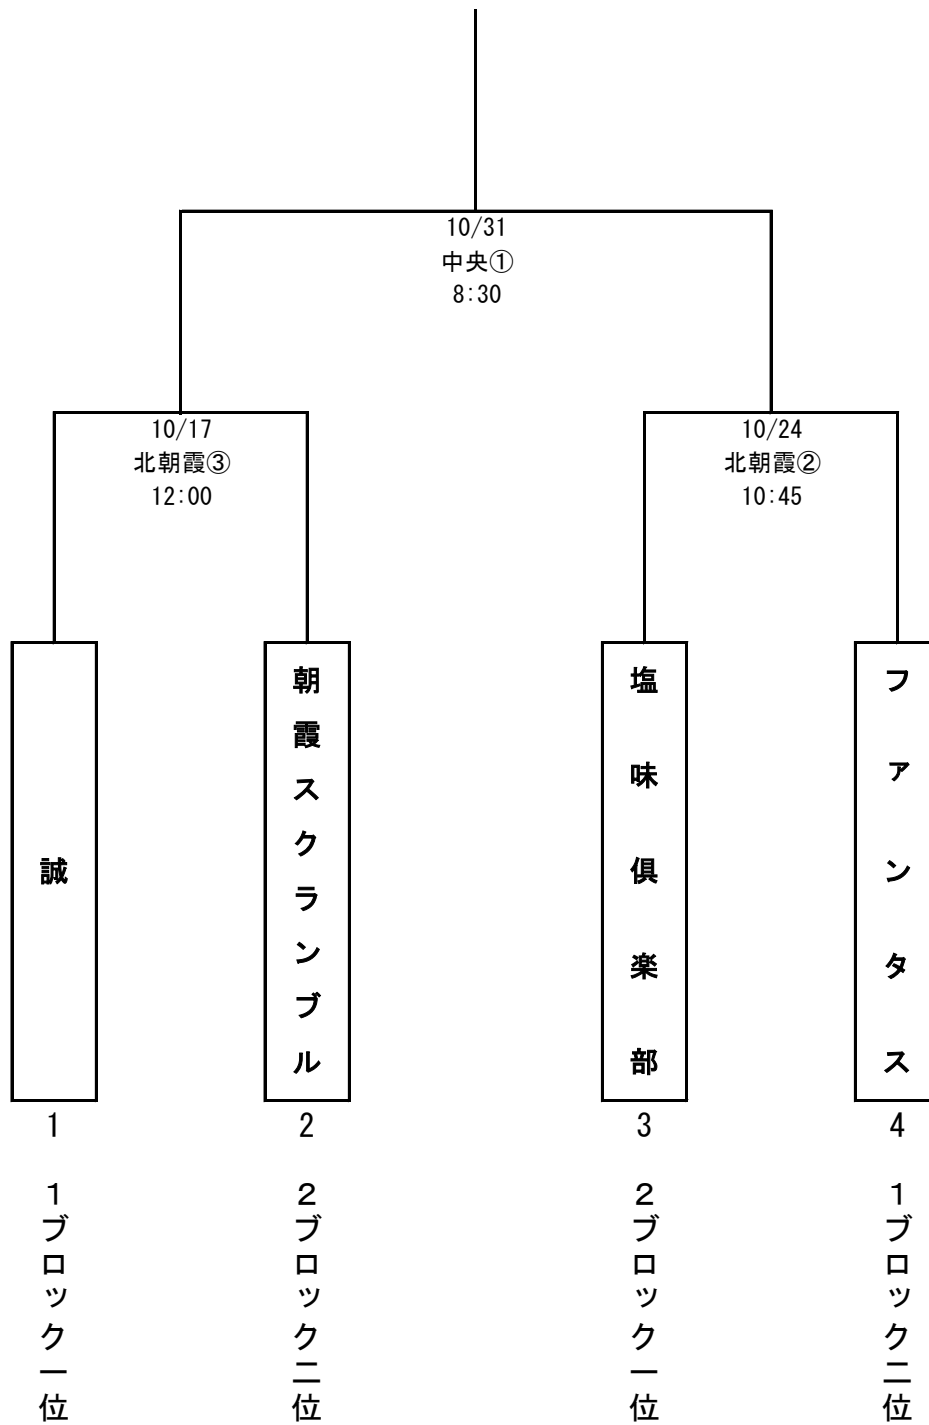 10/31
中央①
8:30
10/17
北朝霞③
12:00
10/24
北朝霞②
10:45
誠
朝霞スクランブル
塩味倶楽部
ファンタス
1
2
3
4
1ブロック一位
2ブロック二位
2ブロック一位
1ブロック二位